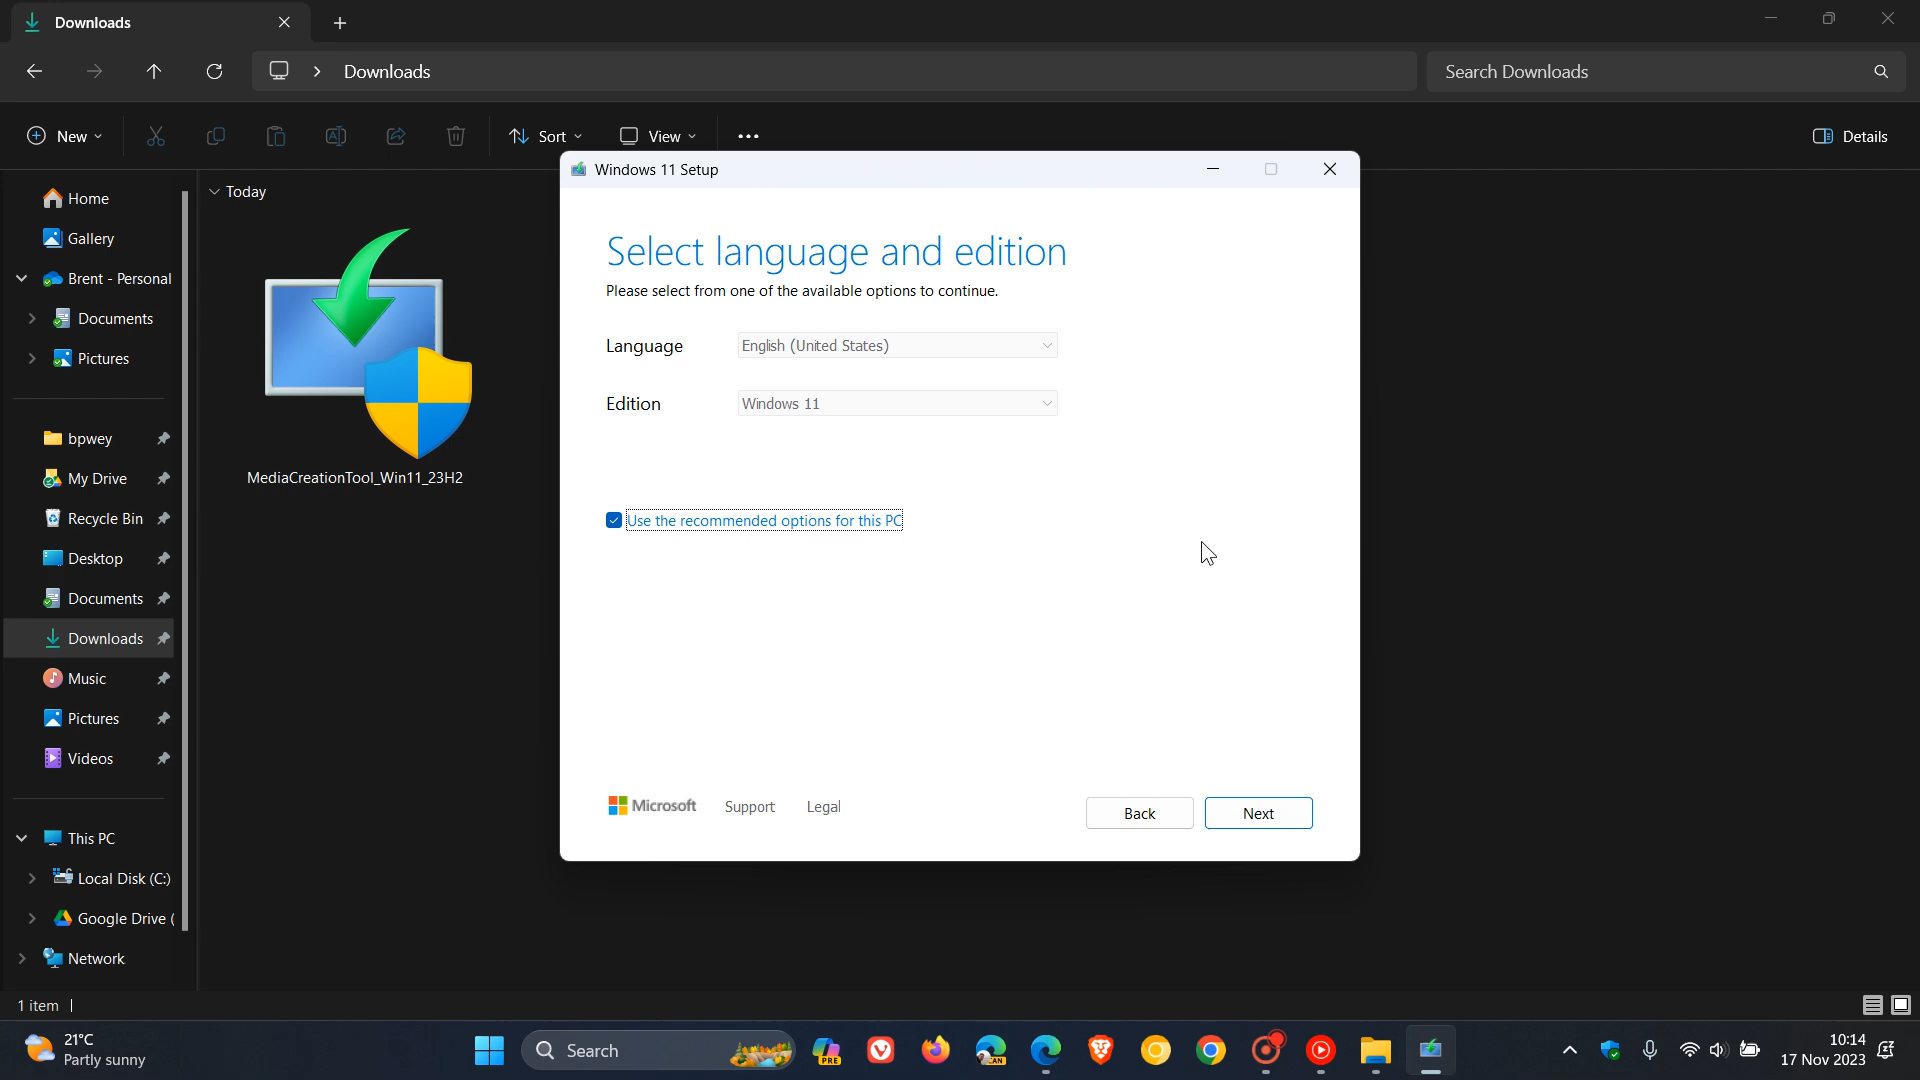 Downloads
Downloads
Search Downloads
New
Sort
View
Details
Home
Gallery
Brent - Personal
Documents
Pictures
bpwey
My Drive
Recycle Bin
Desktop
Documents
Downloads
Music
Pictures
Videos
This PC
Local Disk (C:)
Google Drive (
Network
Today
MediaCreationTool_Win11_23H2
Windows 11 Setup
Select language and edition
Please select from one of the available options to continue.
Language
English (United States)
Edition
Windows 11
Use the recommended options for this PC
Microsoft
Support
Legal
Back
Next
1 item
21°C
Partly sunny
Search
PRE
CAN
10:14
17 Nov 2023